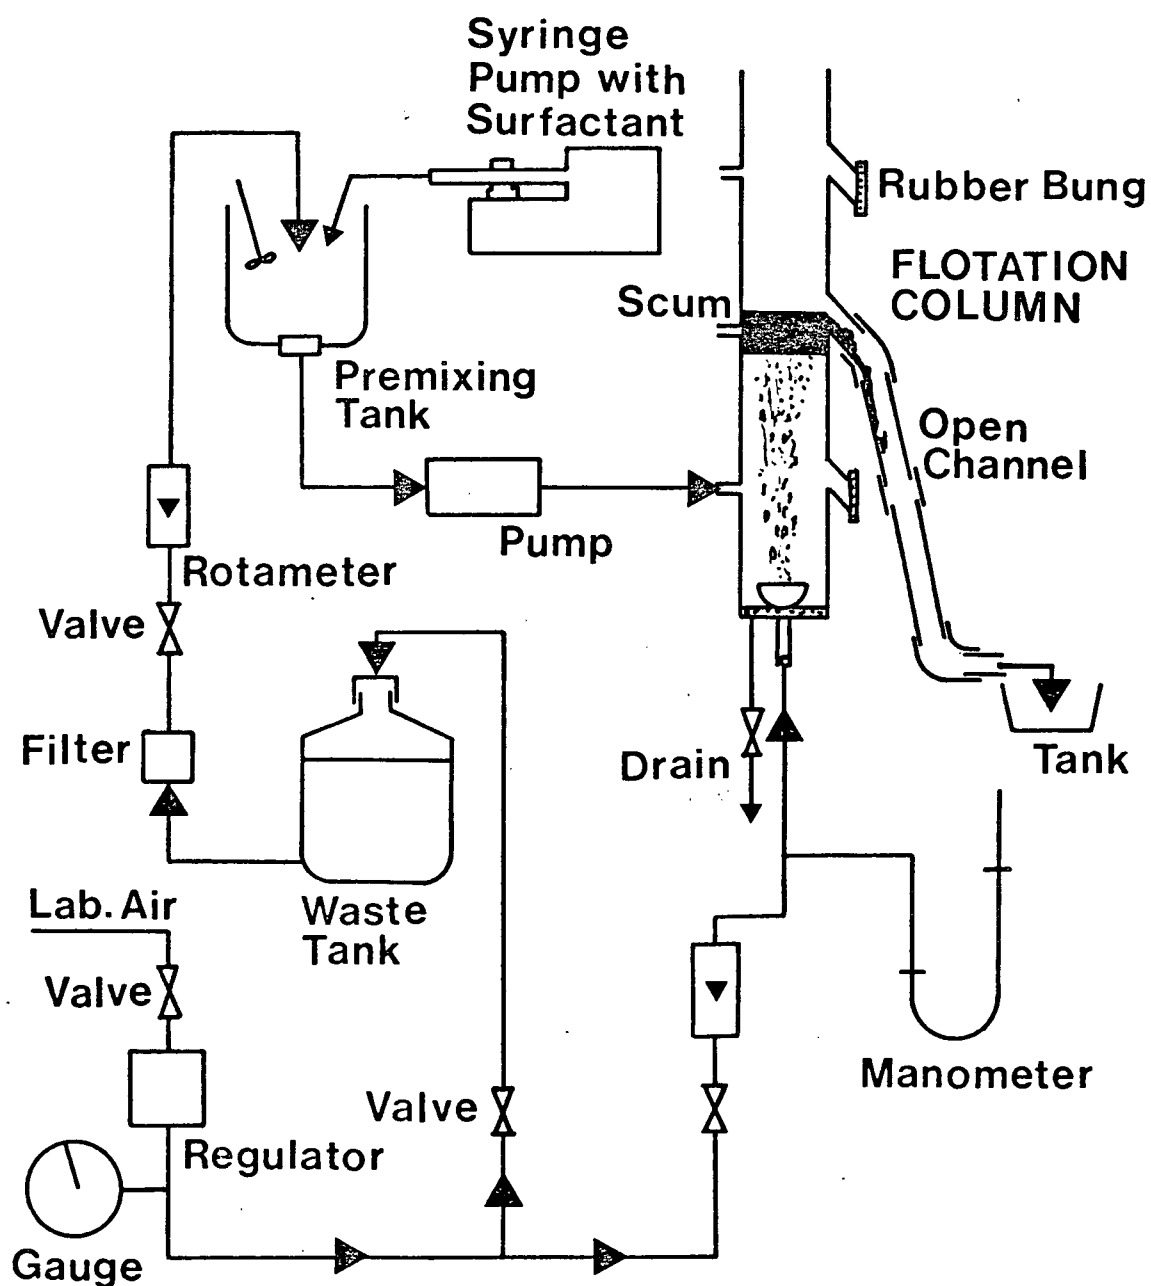 Syringe
Pump with
Surfactant
Rubber Bung
FLOTATION
COLUMN
Scum
Premixing
Tank
Open
Channel
Pump
Rotameter
Valve
Filter
Drain
Tank
Waste
Tank
Lab. Air
Valve
Manometer
Valve
Regulator
Gauge